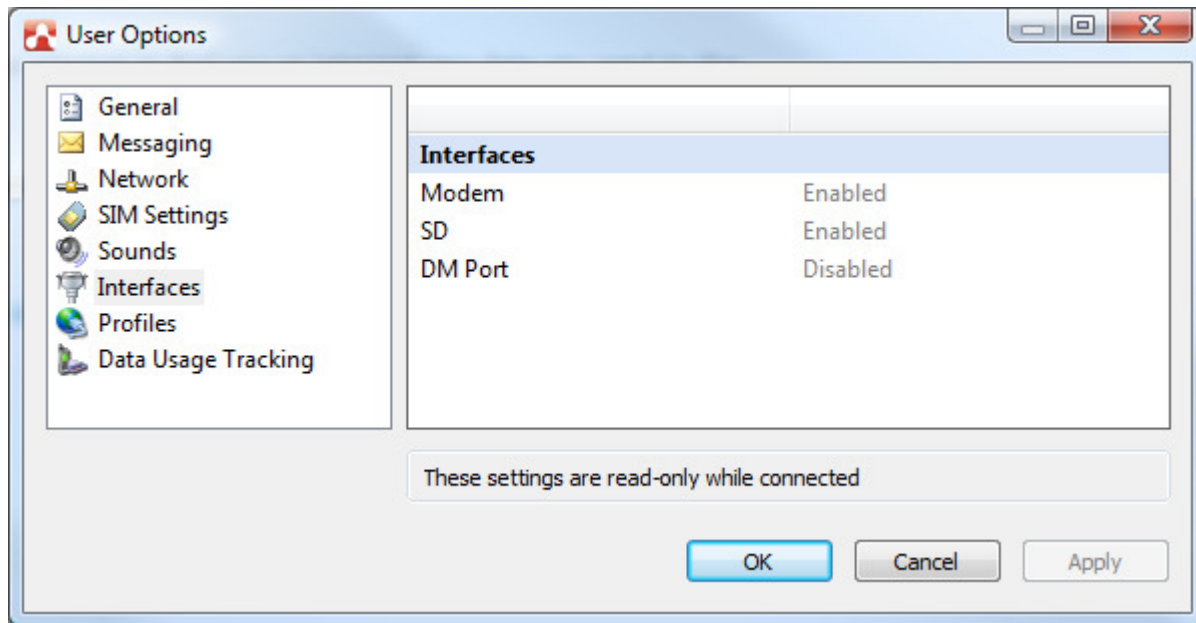 User Options
General
Messaging
Network
SIM Settings
Sounds
Interfaces
Profiles
Data Usage Tracking
Interfaces
Modem Enabled
SD Enabled
DM Port Disabled
These settings are read-only while connected
OK Cancel Apply